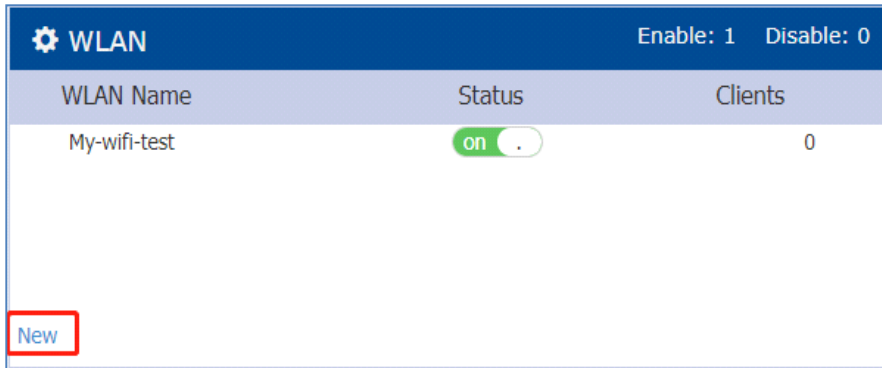 WLAN Enable: 1 Disable: 0
WLAN Name Status Clients
My-wifi-test on . 0
New